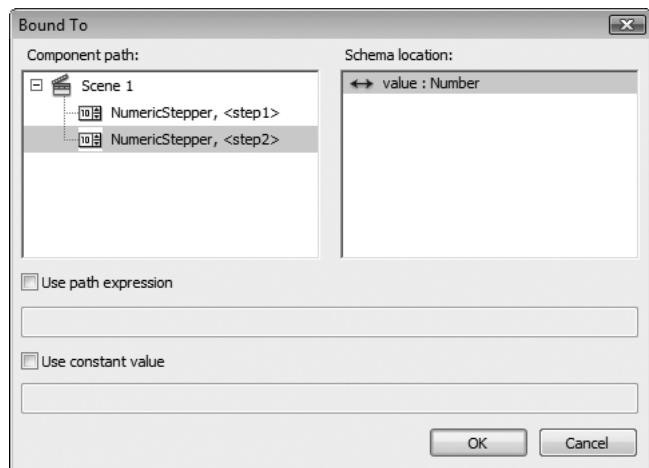 Bound To
Component path:
Schema location:
Scene 1
value : Number
NumericStepper, <step1>
NumericStepper, <step2>
Use path expression
Use constant value
OK
Cancel